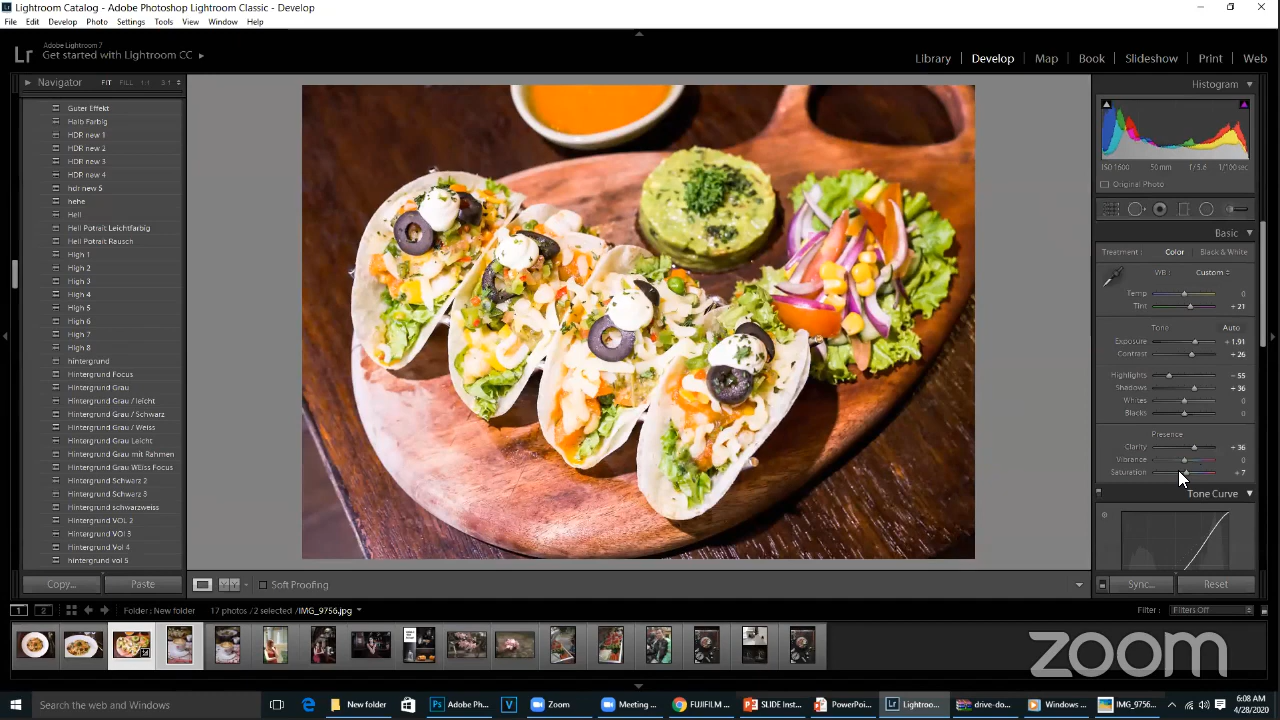 Lightroom Catalog - Adobe Photoshop Lightroom Classic - Develop
File Edit Develop Photo Settings Tools View Window Help
Lr Adobe Lightroom 7
Get started with Lightroom CC
Library Develop Map Book Slideshow Print Web
Navigator FIT FILL 1:1 3:1
Guter Effekt
Halb Farbig
HDR new 1
HDR new 2
HDR new 3
HDR new 4
hdr new 5
hehe
Hell
Hell Potrait Leichtfarbig
Hell Potrait Rausch
High 1
High 2
High 3
High 4
High 5
High 6
High 7
High 8
hintergrund
Hintergrund Focus
Hintergrund Grau
Hintergrund Grau / leicht
Hintergrund Grau / Schwarz
Hintergrund Grau / Weiss
Hintergrund Grau Leicht
Hintergrund Grau mit Rahmen
Hintergrund Grau WEiss Focus
Hintergrund Schwarz 2
Hintergrund Schwarz 3
Hintergrund schwarzweiss
Hintergrund VOL 2
Hintergrund VOl 3
Hintergrund Vol 4
hintergrund vol 5
Copy... Paste
Soft Proofing
Histogram
ISO 1600 50 mm f/5.6 1/100 sec
Original Photo
Basic
Treatment : Color Black & White
WB : Custom
Temp 0
Tint + 21
Tone Auto
Exposure + 1.91
Contrast + 26
Highlights − 55
Shadows + 36
Whites 0
Blacks 0
Presence
Clarity + 36
Vibrance 0
Saturation + 7
Tone Curve
Sync... Reset
1 2 Folder : New folder 17 photos / 2 selected / IMG_9756.jpg Filter : Filters Off
zoom
Search the web and Windows
New folder
Adobe Ph...
Zoom
Meeting ...
FUJIFILM ...
SLIDE Inst...
PowerPoi...
Lightroo...
drive-do...
Windows ...
IMG_9756...
6:08 AM
4/28/2020